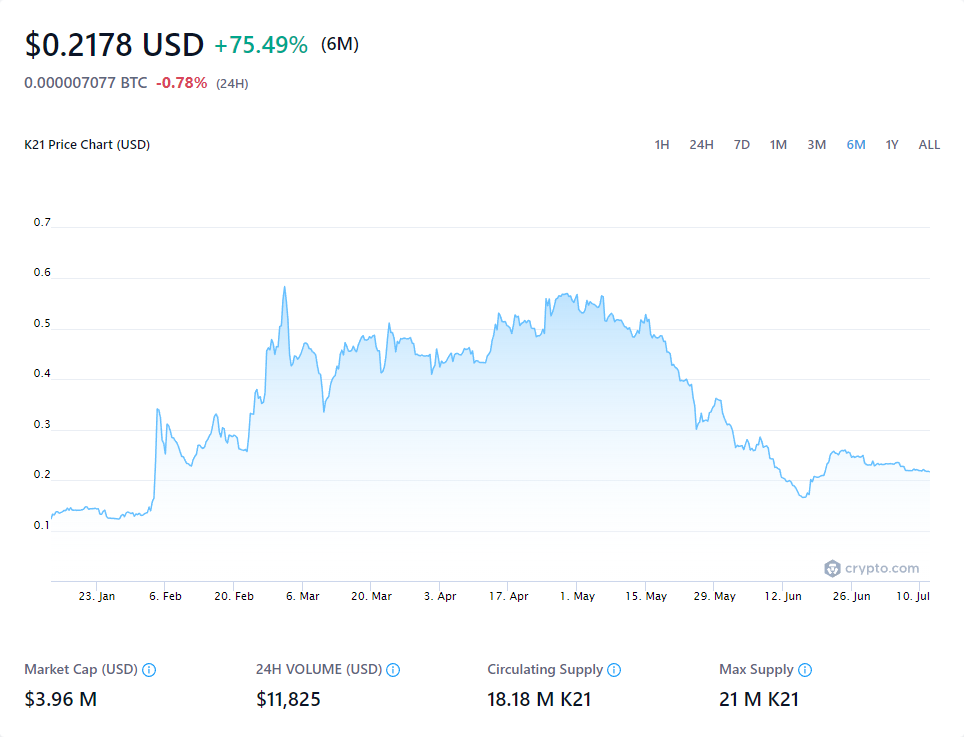 $0.2178 USD +75.49% (6M)
0.000007077 BTC -0.78% (24H)
K21 Price Chart (USD)
1H 24H 7D 1M 3M 6M 1Y ALL
0.7
0.6
0.5
0.4
0.3
0.2
0.1
crypto.com
23. Jan 6. Feb 20. Feb 6. Mar 20. Mar 3. Apr 17. Apr 1. May 15. May 29. May 12. Jun 26. Jun 10. Jul
Market Cap (USD) 24H VOLUME (USD) Circulating Supply Max Supply
$3.96 M $11,825 18.18 M K21 21 M K21